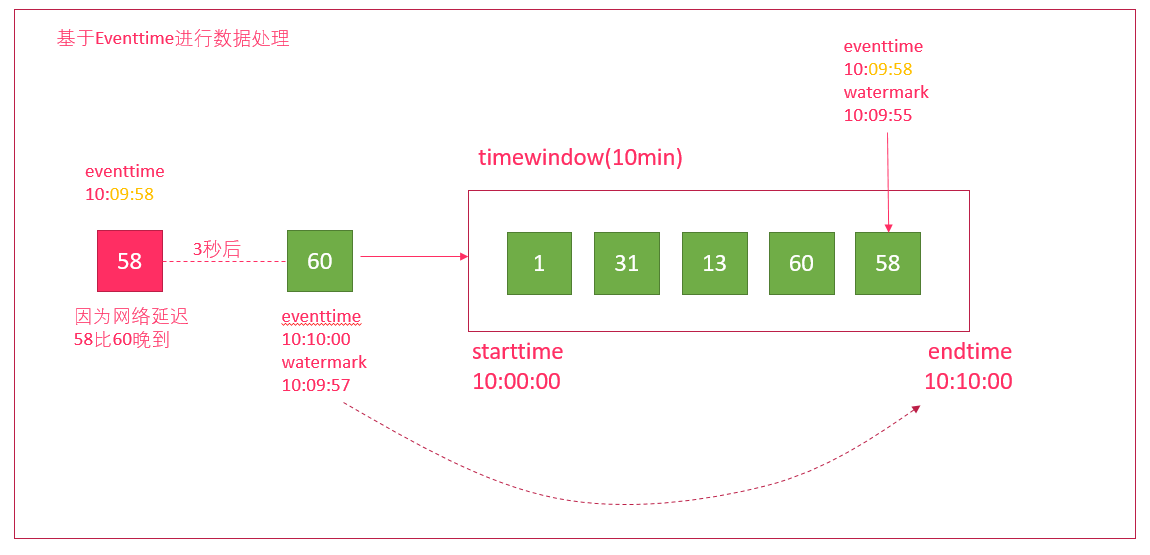 基于Eventtime进行数据处理
eventtime
10:09:58
watermark
10:09:55
timewindow(10min)
eventtime
10:09:58
58
3秒后
60
1
31
13
60
58
因为网络延迟
58比60晚到
eventtime
10:10:00
watermark
10:09:57
starttime
10:00:00
endtime
10:10:00